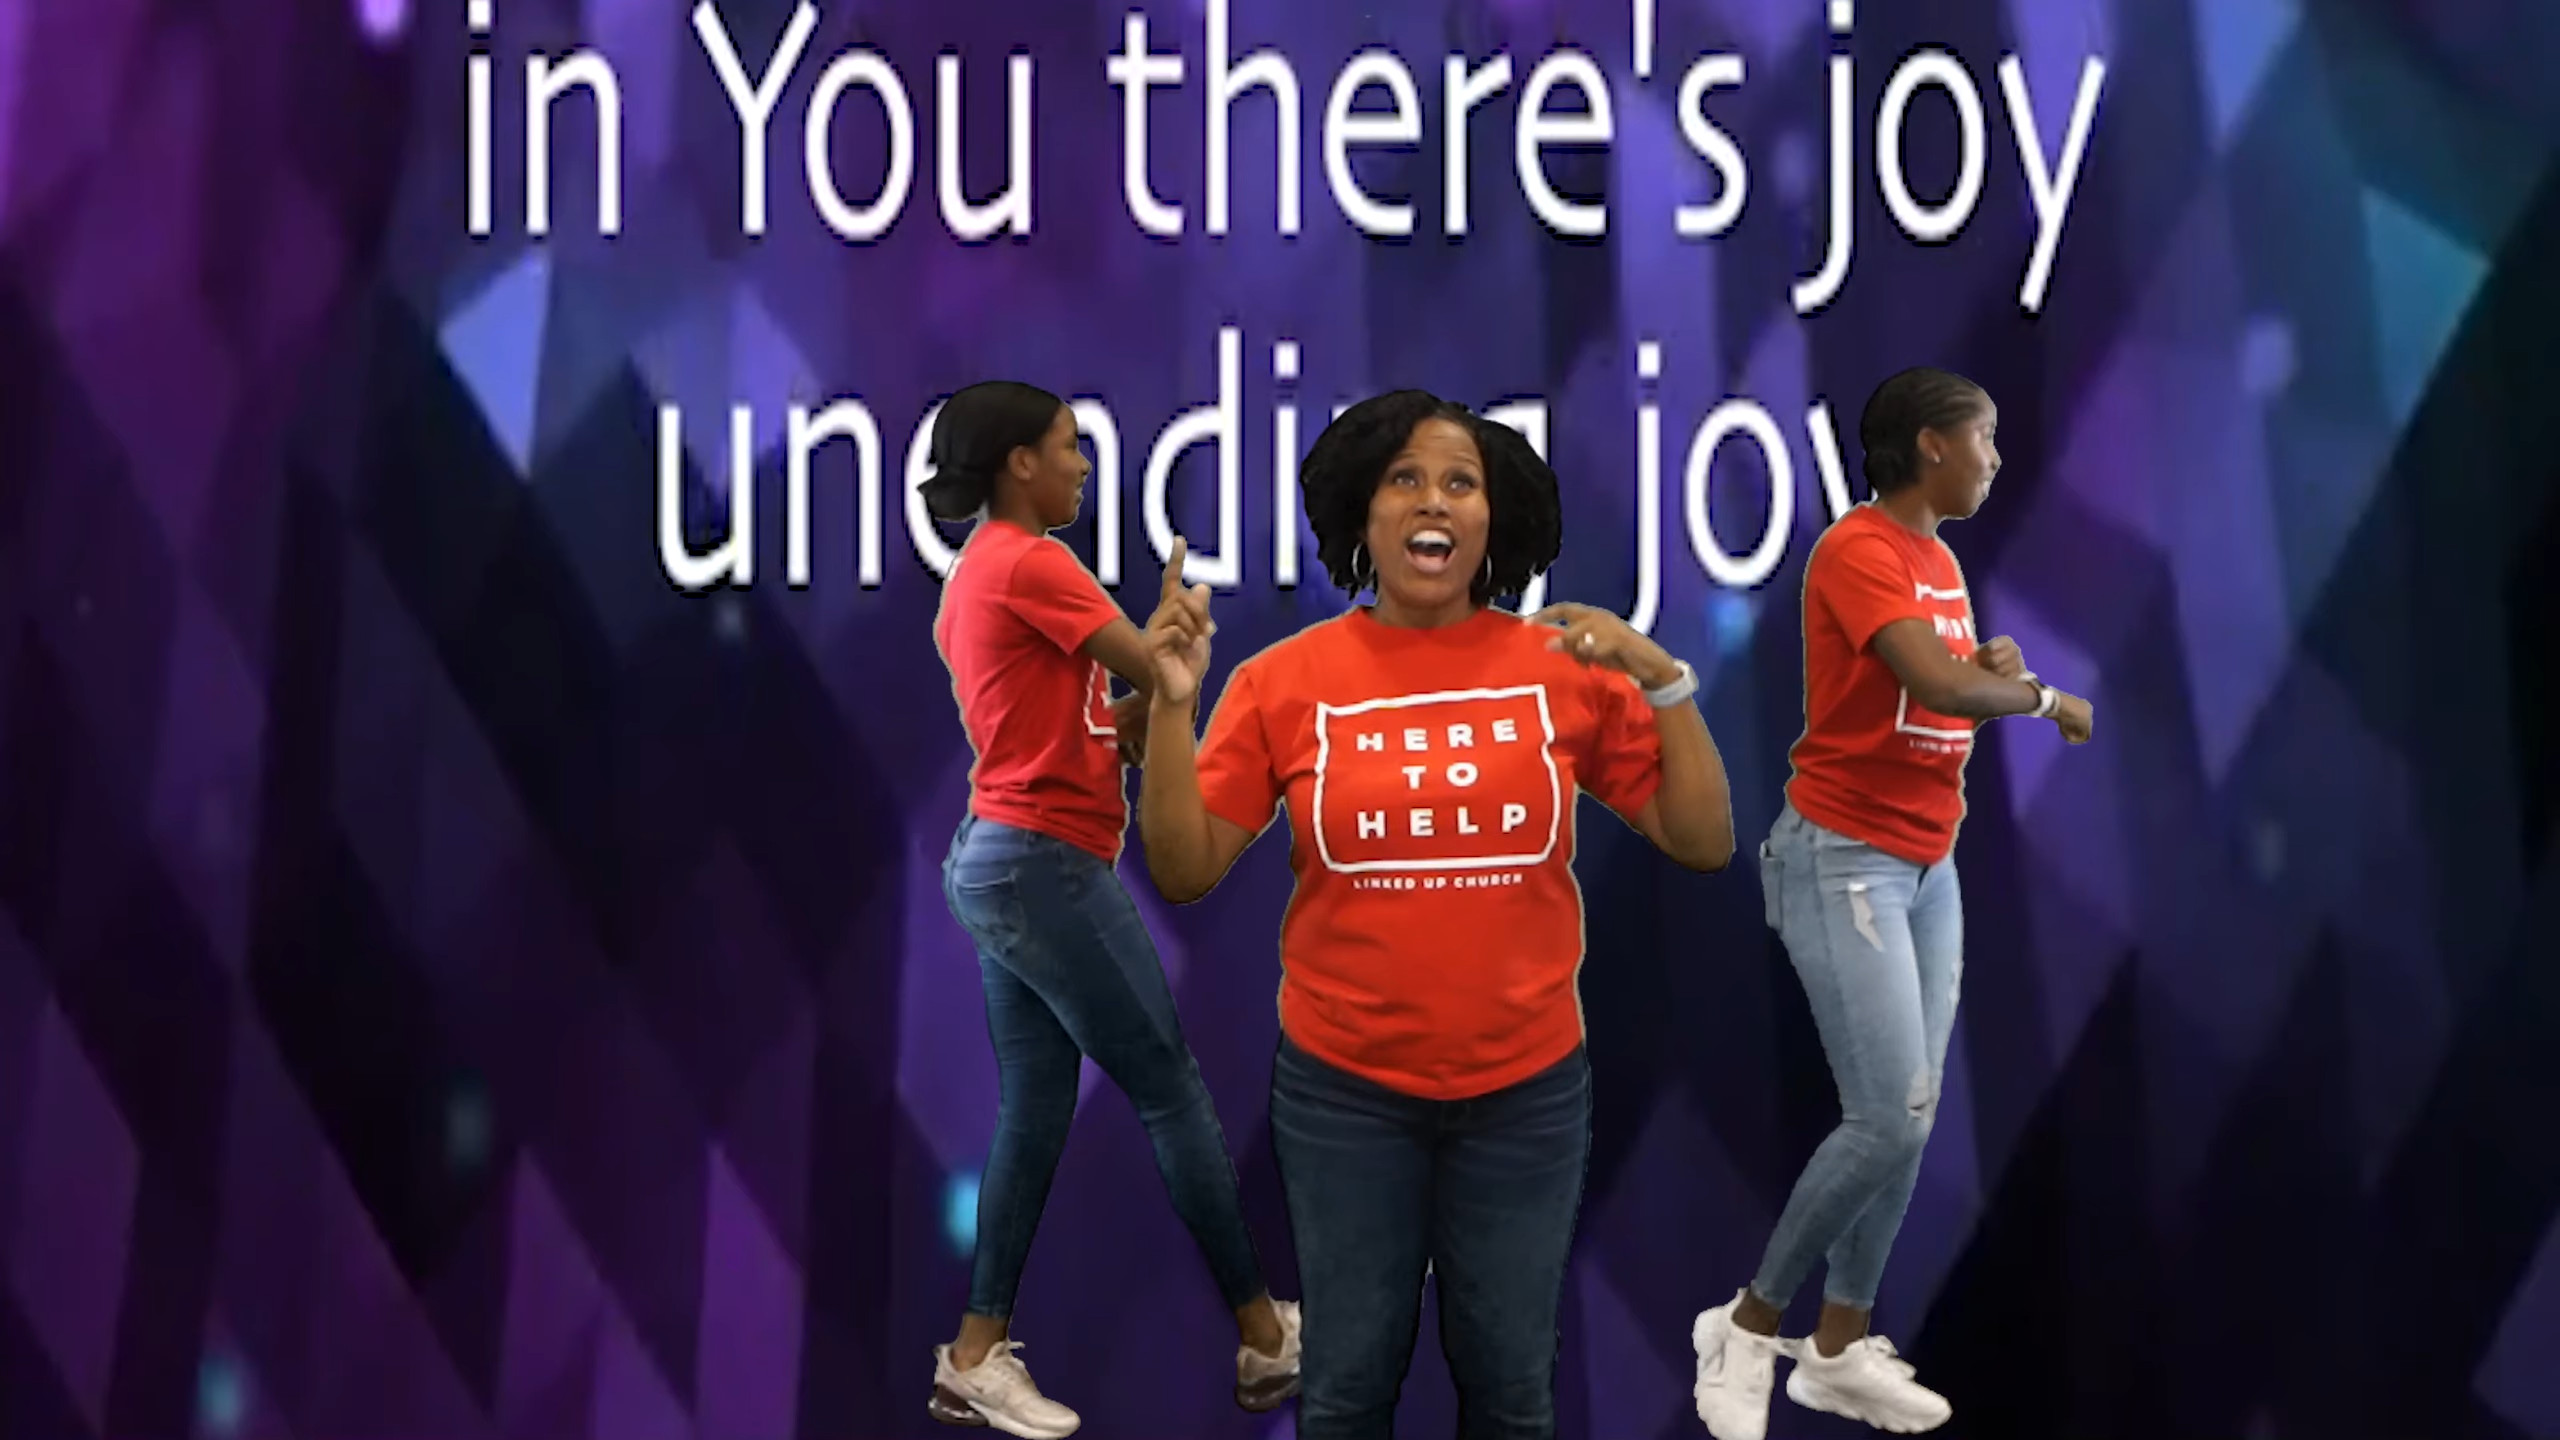 in You there's joy
unending joy
HERE
TO
HELP
LINKED UP CHURCH